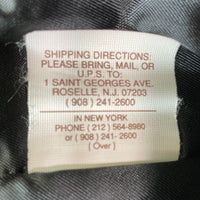 SHIPPING DIRECTIONS:
PLEASE BRING, MAIL, OR
U.P.S. TO:
1 SAINT GEORGES AVE.
ROSELLE, N.J. 07203
( 908 ) 241-2600
IN NEW YORK
PHONE ( 212 ) 564-8980
or ( 908 ) 241- 2600
( Over )